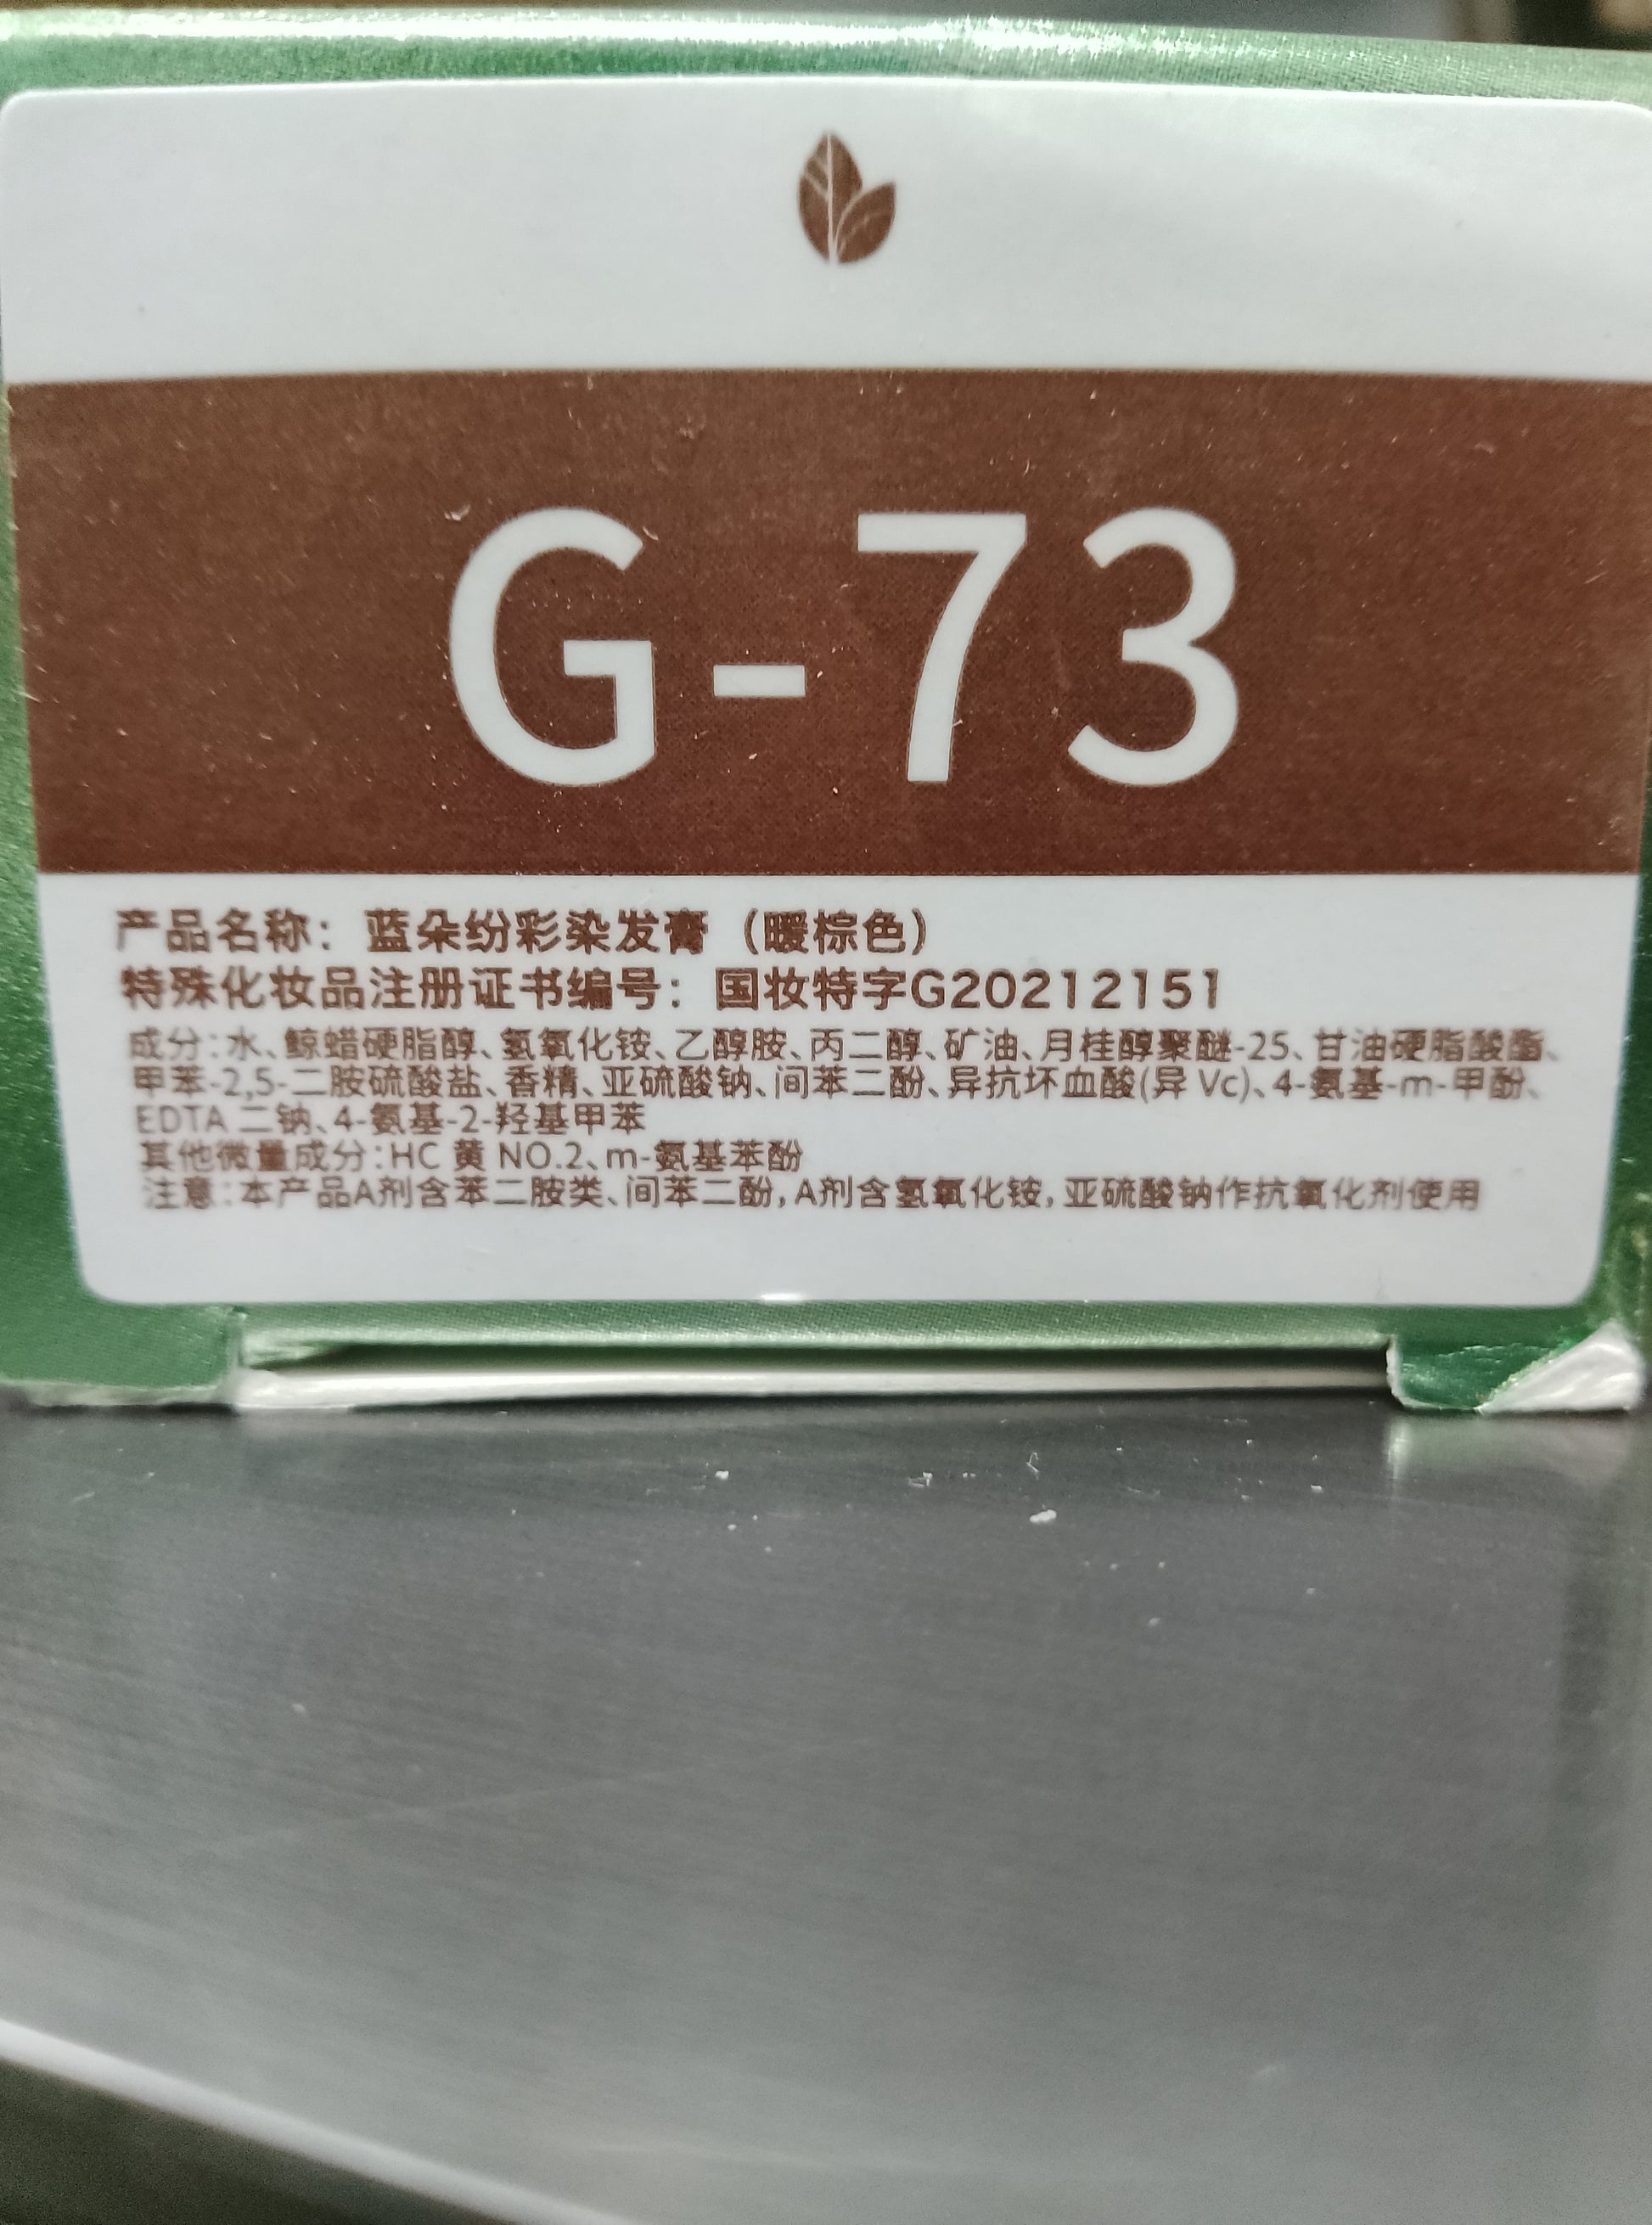 G-73
产品名称：蓝朵纷彩染发膏（暖棕色）
特殊化妆品注册证书编号：国妆特字G20212151
成分：水、鲸蜡硬脂醇、氢氧化铵、乙醇胺、丙二醇、矿油、月桂醇聚醚-25、甘油硬脂酸酯、
甲苯-2,5-二胺硫酸盐、香精、亚硫酸钠、间苯二酚、异抗坏血酸(异 Vc)、4-氨基-m-甲酚、
EDTA 二钠、4-氨基-2-羟基甲苯
其他微量成分：HC 黄 NO.2、m-氨基苯酚
注意：本产品A剂含苯二胺类、间苯二酚，A剂含氢氧化铵，亚硫酸钠作抗氧化剂使用